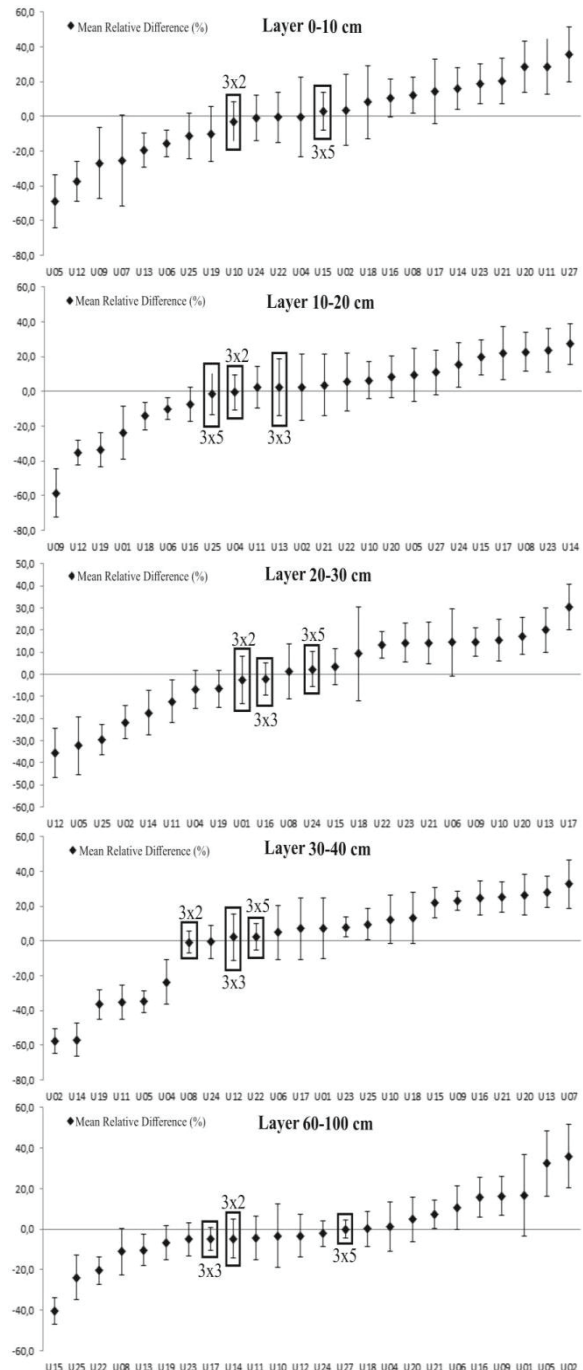 ◆ Mean Relative Difference (%) Layer 0-10 cm
60,0
40,0
20,0
0,0
-20,0
-40,0
-60,0
-80,0
3x2
3x5
U05 U12 U09 U07 U13 U06 U25 U19 U10 U24 U22 U04 U15 U02 U18 U16 U08 U17 U14 U23 U21 U20 U11 U27
◆ Mean Relative Difference (%) Layer 10-20 cm
60,0
40,0
20,0
0,0
-20,0
-40,0
-60,0
-80,0
3x2
3x5 3x3
U09 U12 U19 U01 U18 U06 U16 U25 U04 U11 U13 U02 U21 U22 U10 U20 U05 U27 U24 U15 U17 U08 U23 U14
◆ Mean Relative Difference (%) Layer 20-30 cm
50,0
40,0
30,0
20,0
10,0
0,0
-10,0
-20,0
-30,0
-40,0
-50,0
-60,0
3x2 3x5
3x3
U12 U05 U25 U02 U14 U11 U04 U19 U01 U16 U08 U24 U15 U18 U22 U23 U21 U06 U09 U10 U20 U13 U17
◆ Mean Relative Difference (%) Layer 30-40 cm
60,0
40,0
20,0
0,0
-20,0
-40,0
-60,0
-80,0
3x2 3x5
3x3
U02 U14 U19 U11 U05 U04 U08 U24 U12 U22 U06 U17 U01 U23 U25 U10 U18 U15 U09 U16 U21 U20 U13 U07
◆ Mean Relative Difference (%) Layer 60-100 cm
60,0
40,0
20,0
0,0
-20,0
-40,0
-60,0
-80,0
3x2
3x3 3x5
U15 U25 U22 U08 U13 U19 U23 U17 U14 U11 U10 U12 U24 U27 U18 U04 U20 U21 U06 U16 U09 U01 U05 U02